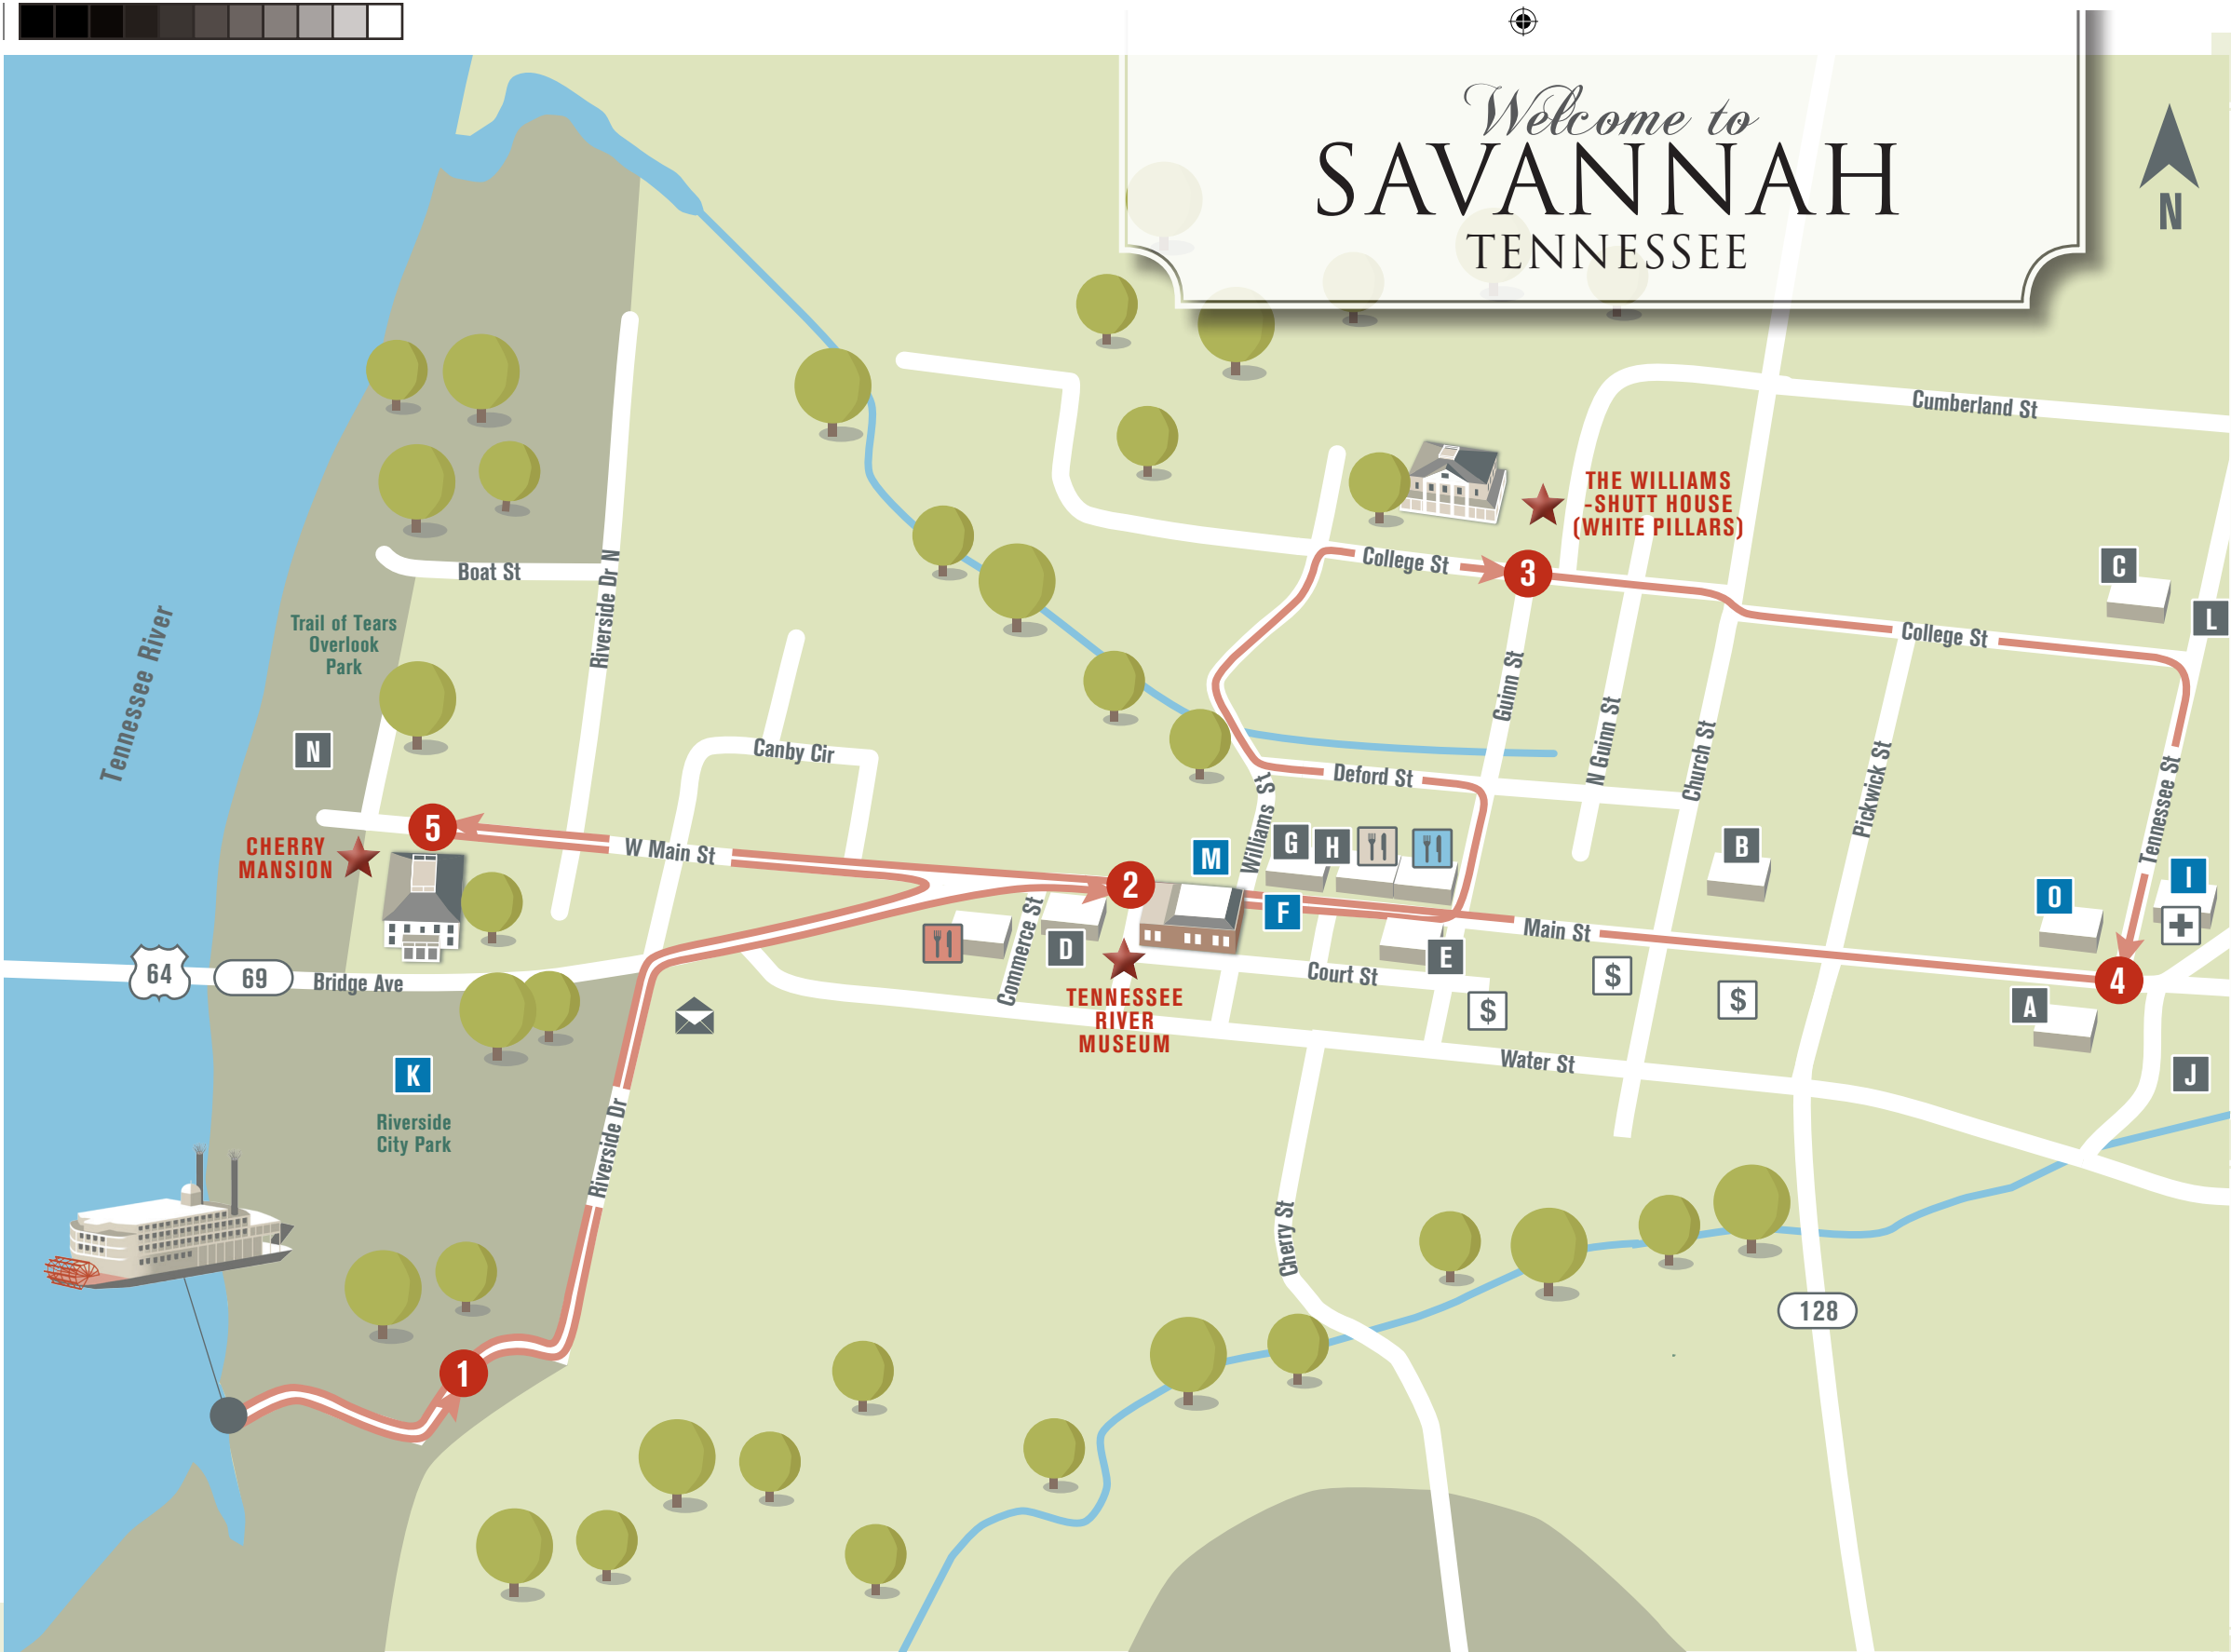 Welcome to
SAVANNAH
TENNESSEE
N
Cumberland St
THE WILLIAMS
-SHUTT HOUSE
(WHITE PILLARS)
College St
3
C
L
College St
Boat St
Riverside Dr N
Trail of Tears
Overlook
Park
Tennessee River
N
Guinn St
N Guinn St
Church St
Pickwick St
Tennessee St
Canby Cir
Deford St
Williams St
5
W Main St
CHERRY
MANSION
M
G
H
B
I
O
2
F
Main St
D
E
Commerce St
Court St
TENNESSEE
RIVER
MUSEUM
64
69
Bridge Ave
$
$
$
4
A
J
Water St
K
Riverside
City Park
Riverside Dr
Cherry St
128
1